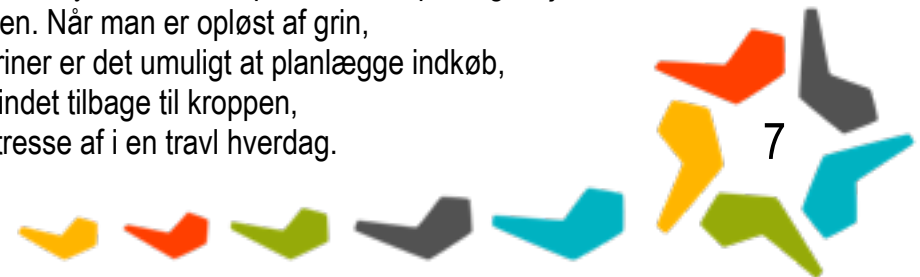 en. Når man er opløst af grin,
riner er det umuligt at planlægge indkøb,
indet tilbage til kroppen,
tresse af i en travl hverdag.
7